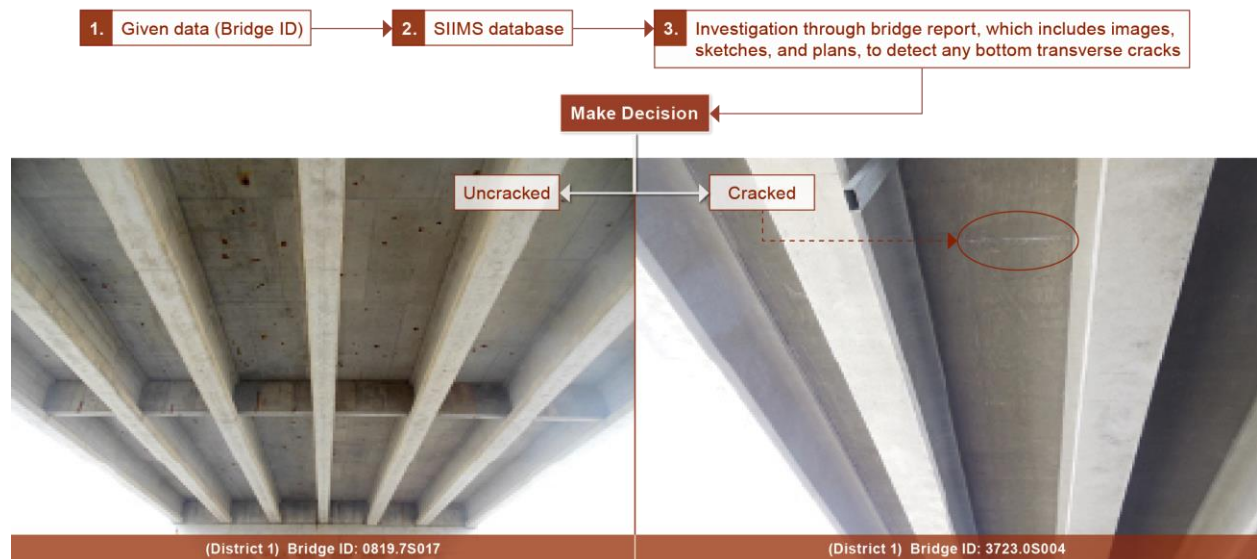 1. Given data (Bridge ID)
2. SIIMS database
3. Investigation through bridge report, which includes images,
sketches, and plans, to detect any bottom transverse cracks
Make Decision
Uncracked
Cracked
(District 1) Bridge ID: 0819.7S017
(District 1) Bridge ID: 3723.0S004